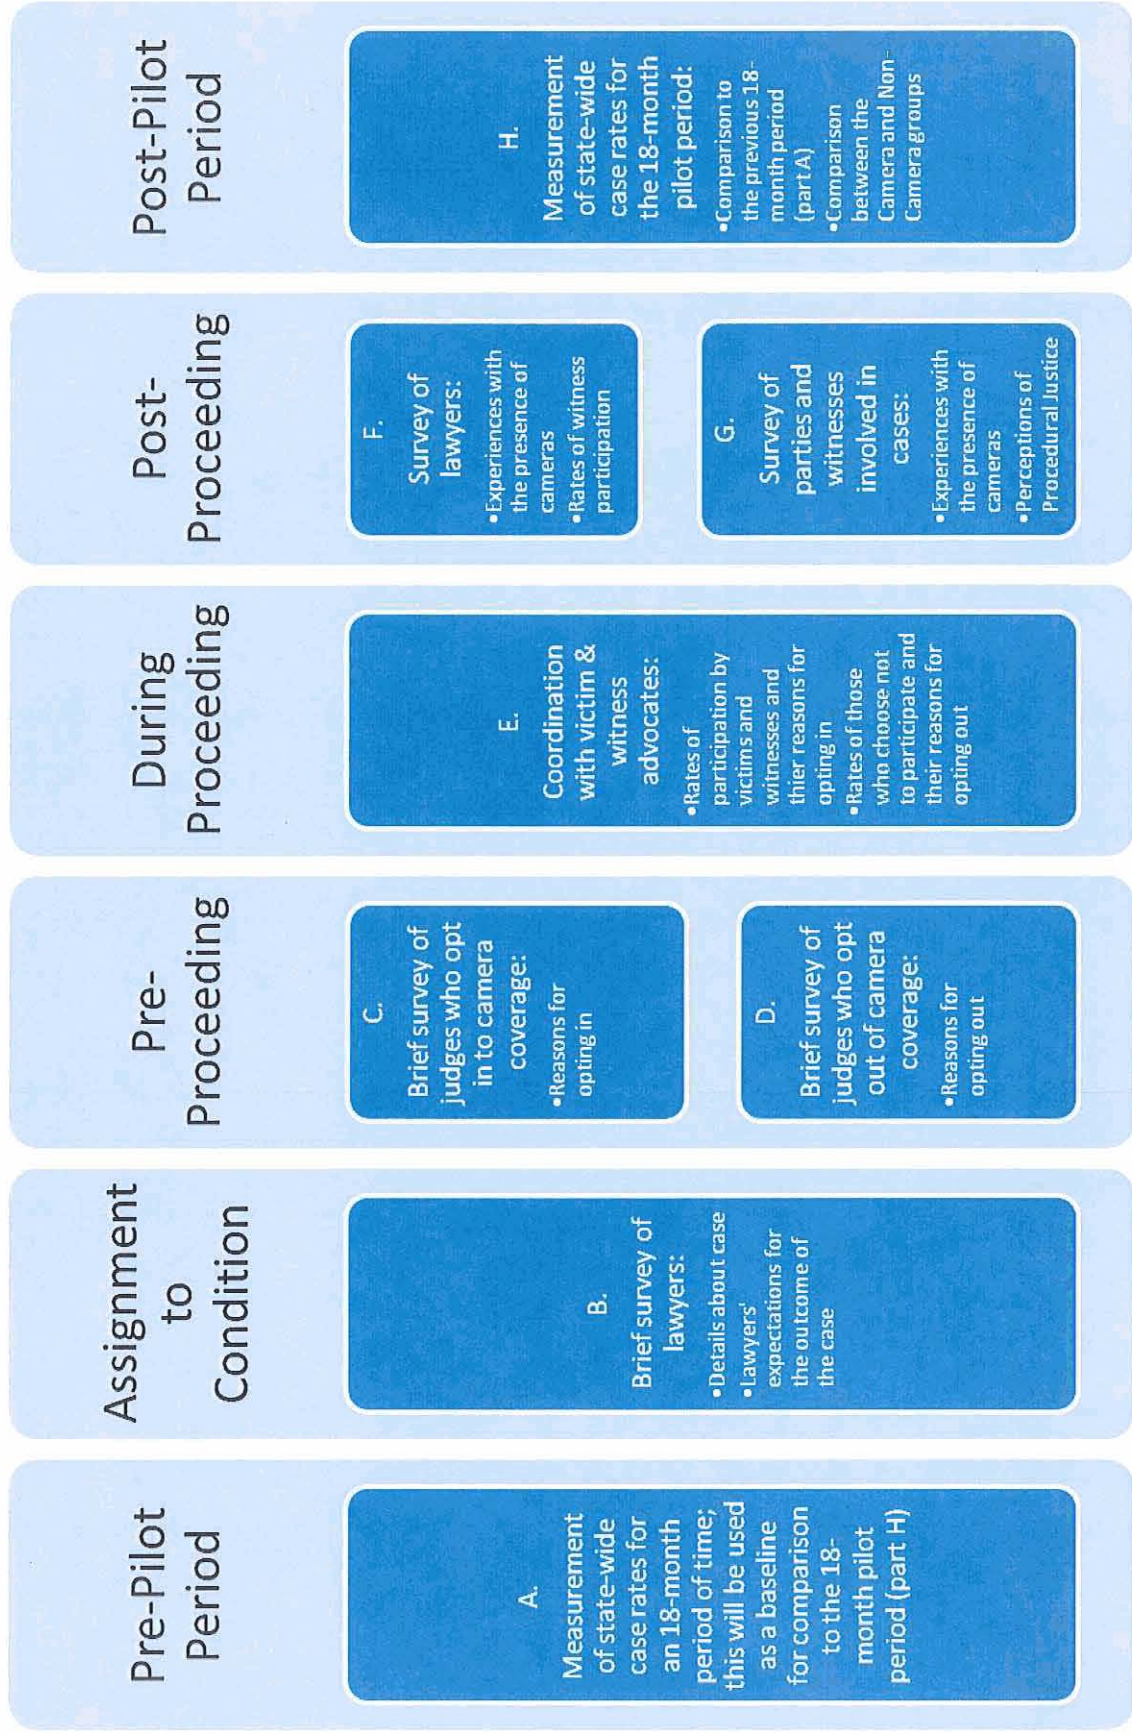 Pre-Pilot
Period
A.
Measurement
of state-wide
case rates for
an 18-month
period of time;
this will be used
as a baseline
for comparison
to the 18-
month pilot
period (part H)
Assignment
to
Condition
B.
Brief survey of
lawyers:
•Details about case
•Lawyers'
expectations for
the outcome of
the case
Pre-
Proceeding
C.
Brief survey of
judges who opt
in to camera
coverage:
•Reasons for
opting in
D.
Brief survey of
judges who opt
out of camera
coverage:
•Reasons for
opting out
During
Proceeding
E.
Coordination
with victim &
witness
advocates:
•Rates of
participation by
victims and
witnesses and
thier reasons for
opting in
•Rates of those
who choose not
to participate and
their reasons for
opting out
Post-
Proceeding
F.
Survey of
lawyers:
•Experiences with
the presence of
cameras
•Rates of witness
participation
G.
Survey of
parties and
witnesses
involved in
cases:
•Experiences with
the presence of
cameras
•Perceptions of
Procedural Justice
Post-Pilot
Period
H.
Measurement
of state-wide
case rates for
the 18-month
pilot period:
•Comparison to
the previous 18-
month period
(part A)
•Comparison
between the
Camera and Non-
Camera groups